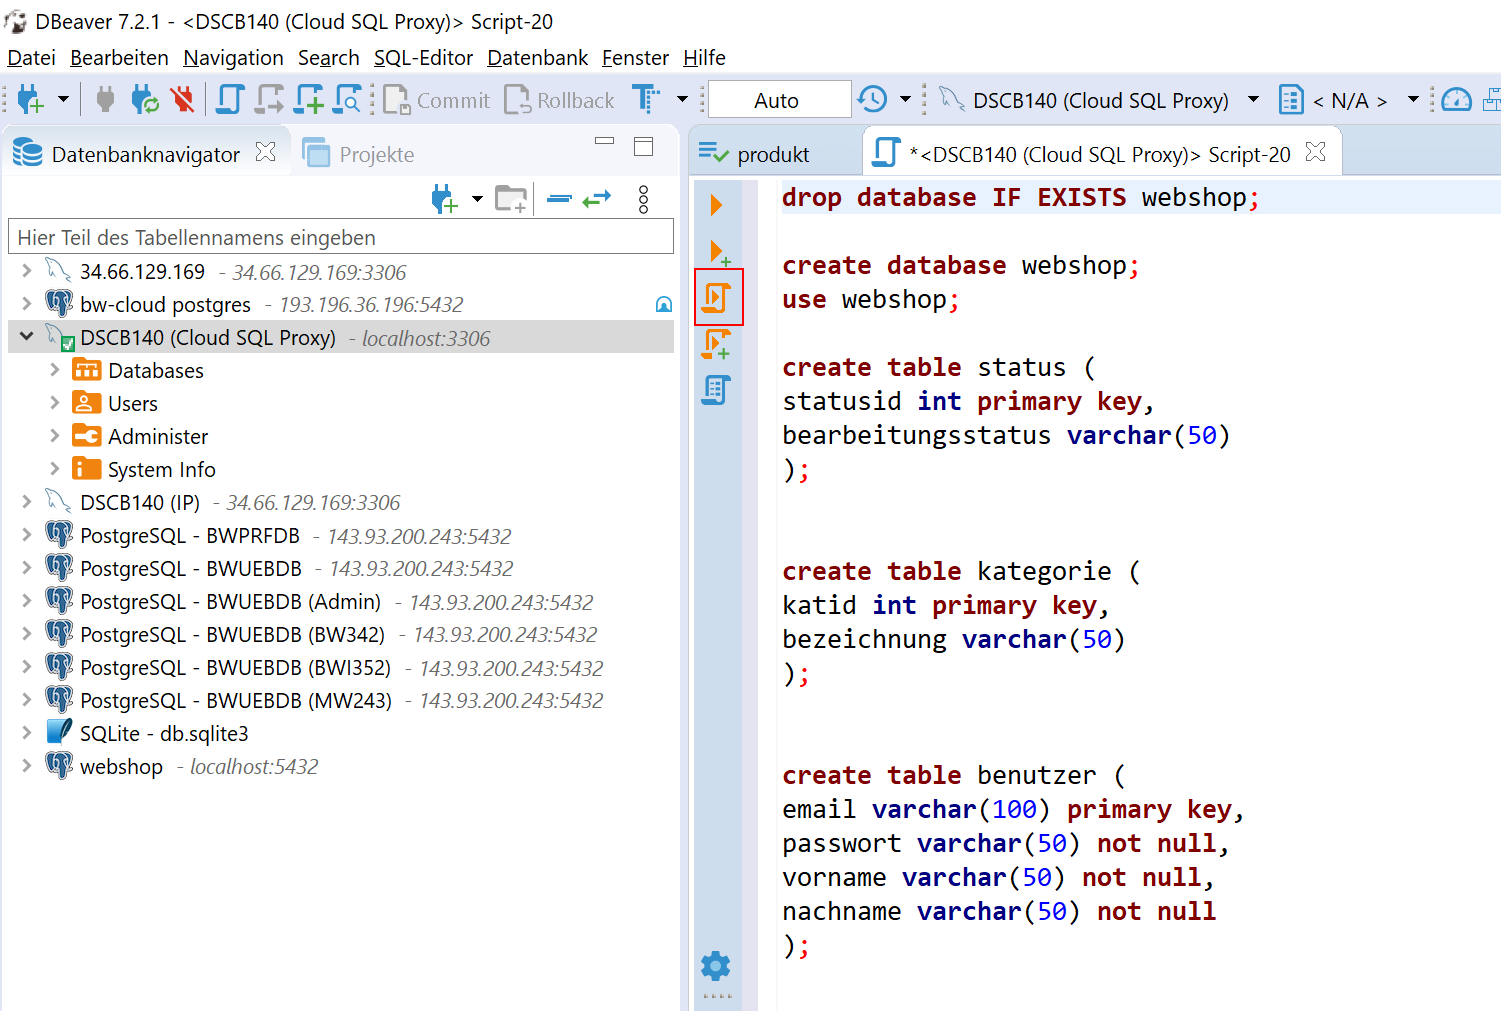 DBeaver 7.2.1 - <DSCB140 (Cloud SQL Proxy)> Script-20
Datei Bearbeiten Navigation Search SQL-Editor Datenbank Fenster Hilfe
Commit Rollback Auto DSCB140 (Cloud SQL Proxy) < N/A >
Datenbanknavigator Projekte
Hier Teil des Tabellennamens eingeben
34.66.129.169 - 34.66.129.169:3306
bw-cloud postgres - 193.196.36.196:5432
DSCB140 (Cloud SQL Proxy) - localhost:3306
Databases
Users
Administer
System Info
DSCB140 (IP) - 34.66.129.169:3306
PostgreSQL - BWPRFDB - 143.93.200.243:5432
PostgreSQL - BWUEBDB - 143.93.200.243:5432
PostgreSQL - BWUEBDB (Admin) - 143.93.200.243:5432
PostgreSQL - BWUEBDB (BW342) - 143.93.200.243:5432
PostgreSQL - BWUEBDB (BWI352) - 143.93.200.243:5432
PostgreSQL - BWUEBDB (MW243) - 143.93.200.243:5432
SQLite - db.sqlite3
webshop - localhost:5432
produkt *<DSCB140 (Cloud SQL Proxy)> Script-20
drop database IF EXISTS webshop;
create database webshop;
use webshop;
create table status (
statusid int primary key,
bearbeitungsstatus varchar(50)
);
create table kategorie (
katid int primary key,
bezeichnung varchar(50)
);
create table benutzer (
email varchar(100) primary key,
passwort varchar(50) not null,
vorname varchar(50) not null,
nachname varchar(50) not null
);